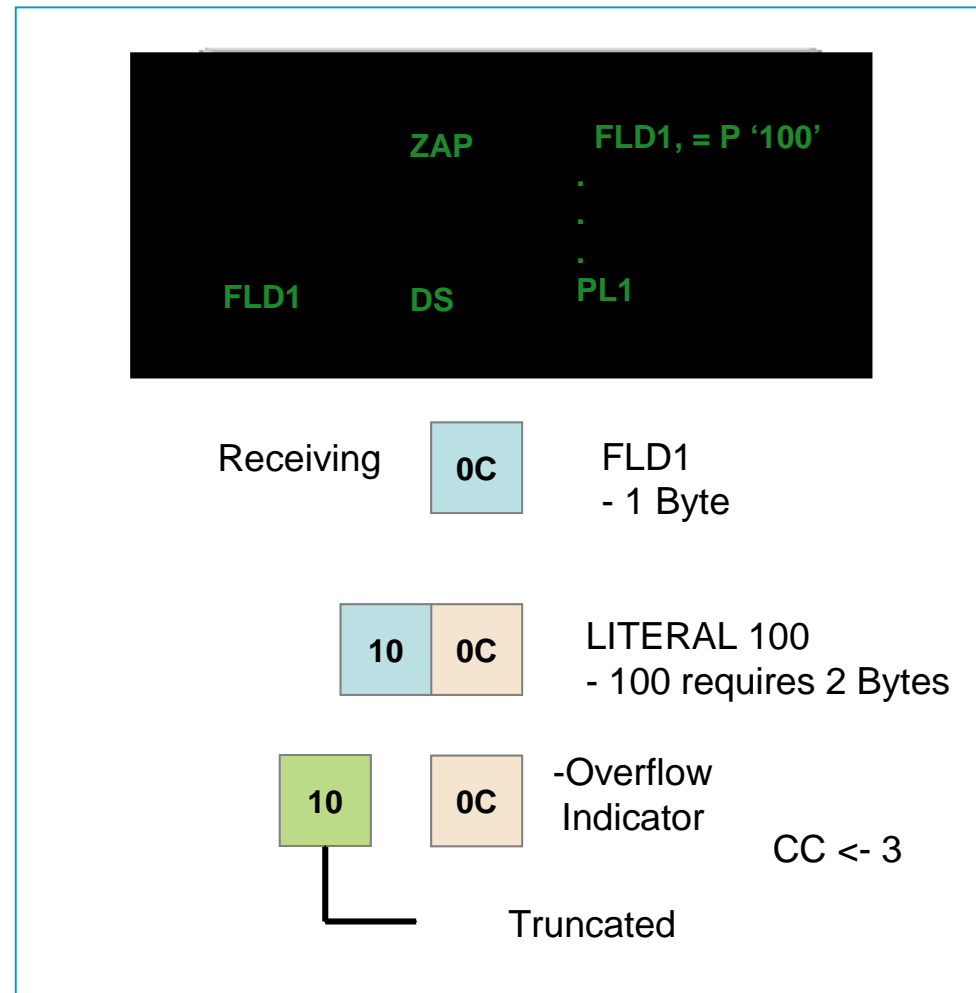 ZAP FLD1, = P ‘100’
.
.
.
FLD1 DS PL1
Receiving 0C FLD1
- 1 Byte
10 0C LITERAL 100
- 100 requires 2 Bytes
10 0C -Overflow
Indicator
CC <- 3
Truncated